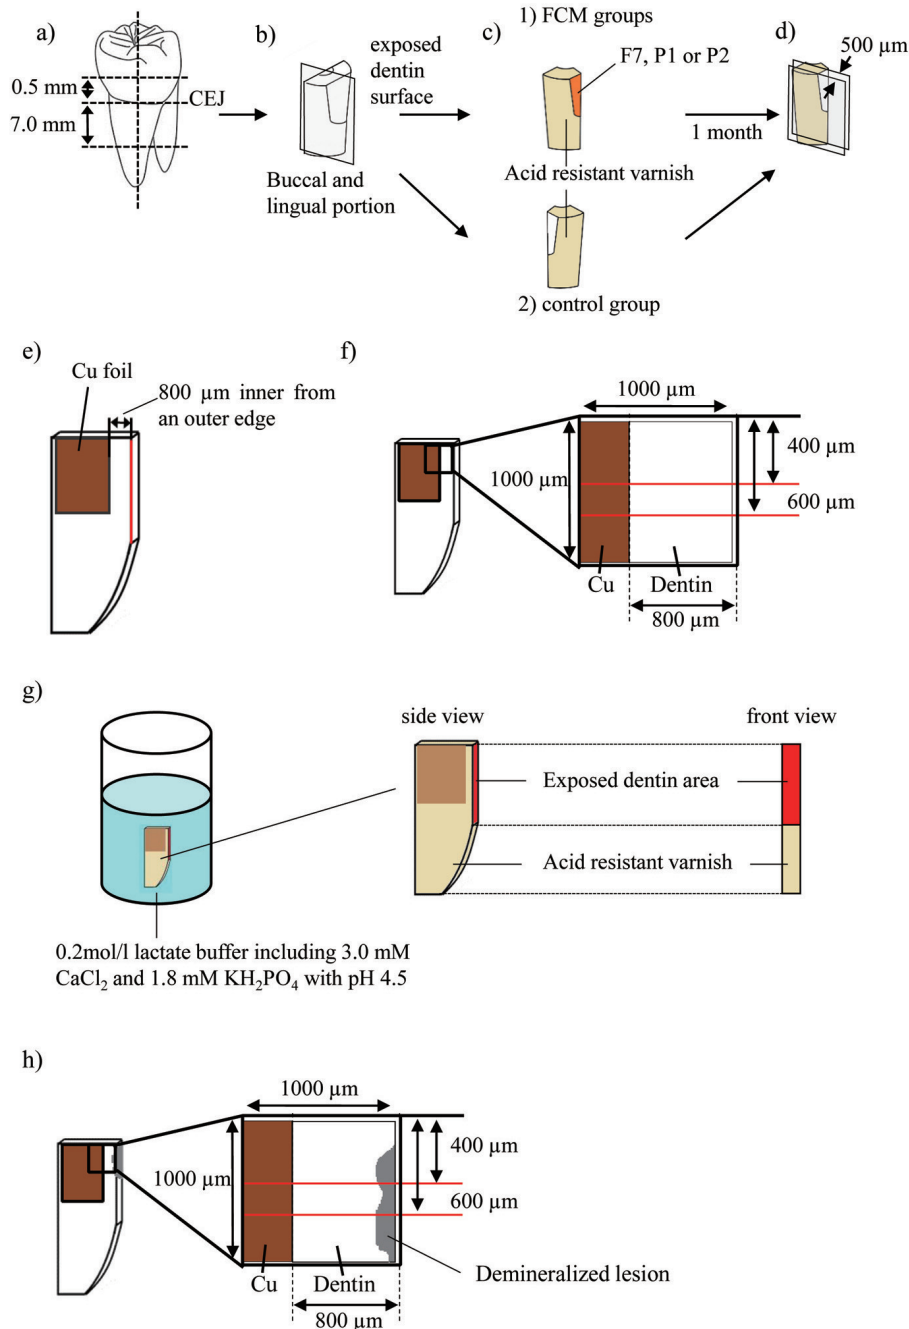 a)
0.5 mm
CEJ
7.0 mm
b)
exposed
dentin
surface
Buccal and
lingual portion
c)
1) FCM groups
F7, P1 or P2
Acid resistant varnish
2) control group
1 month
d)
500 µm
e)
Cu foil
800 µm inner from
an outer edge
f)
1000 µm
1000 µm
400 µm
600 µm
Cu
Dentin
800 µm
g)
side view
front view
Exposed dentin area
Acid resistant varnish
0.2mol/l lactate buffer including 3.0 mM
CaCl₂ and 1.8 mM KH₂PO₄ with pH 4.5
h)
1000 µm
1000 µm
400 µm
600 µm
Cu
Dentin
Demineralized lesion
800 µm